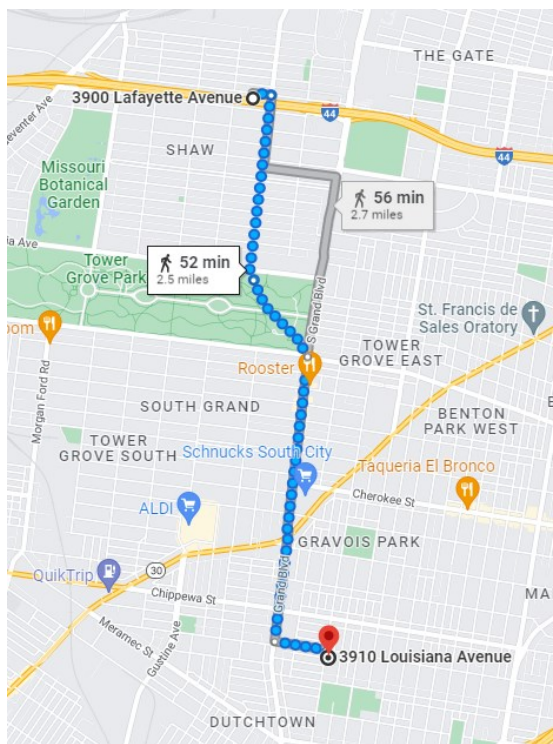 THE GATE
3900 Lafayette Avenue
44
SHAW
44
Missouri
Botanical
Garden
56 min
2.7 miles
52 min
2.5 miles
Tower
Grove Park
S Grand Blvd
St. Francis de
Sales Oratory
Rooster
TOWER
GROVE EAST
Morgan Ford Rd
SOUTH GRAND
BENTON
PARK WEST
TOWER
GROVE SOUTH
Schnucks South City
Taqueria El Bronco
Cherokee St
ALDI
GRAVOIS PARK
QuikTrip
30
Chippewa St
Grand Blvd
Meramec St
Gustine Ave
3910 Louisiana Avenue
DUTCHTOWN